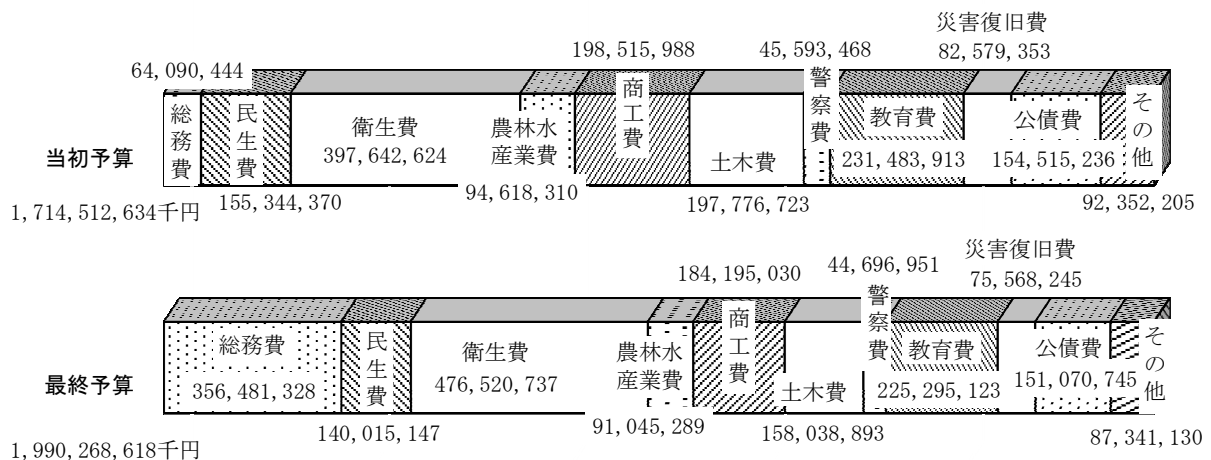 災害復旧費
198,515,988
45,593,468
82,579,353
64,090,444
総務費
民生費
衛生費
397,642,624
農林水
産業費
商工費
土木費
警察費
教育費
231,483,913
公債費
154,515,236
その他
当初予算
94,618,310
1,714,512,634千円
155,344,370
197,776,723
92,352,205
災害復旧費
184,195,030
44,696,951
75,568,245
総務費
356,481,328
民生費
衛生費
476,520,737
農林水
産業費
商工費
土木費
警察費
教育費
225,295,123
公債費
151,070,745
その他
最終予算
1,990,268,618千円
140,015,147
91,045,289
158,038,893
87,341,130